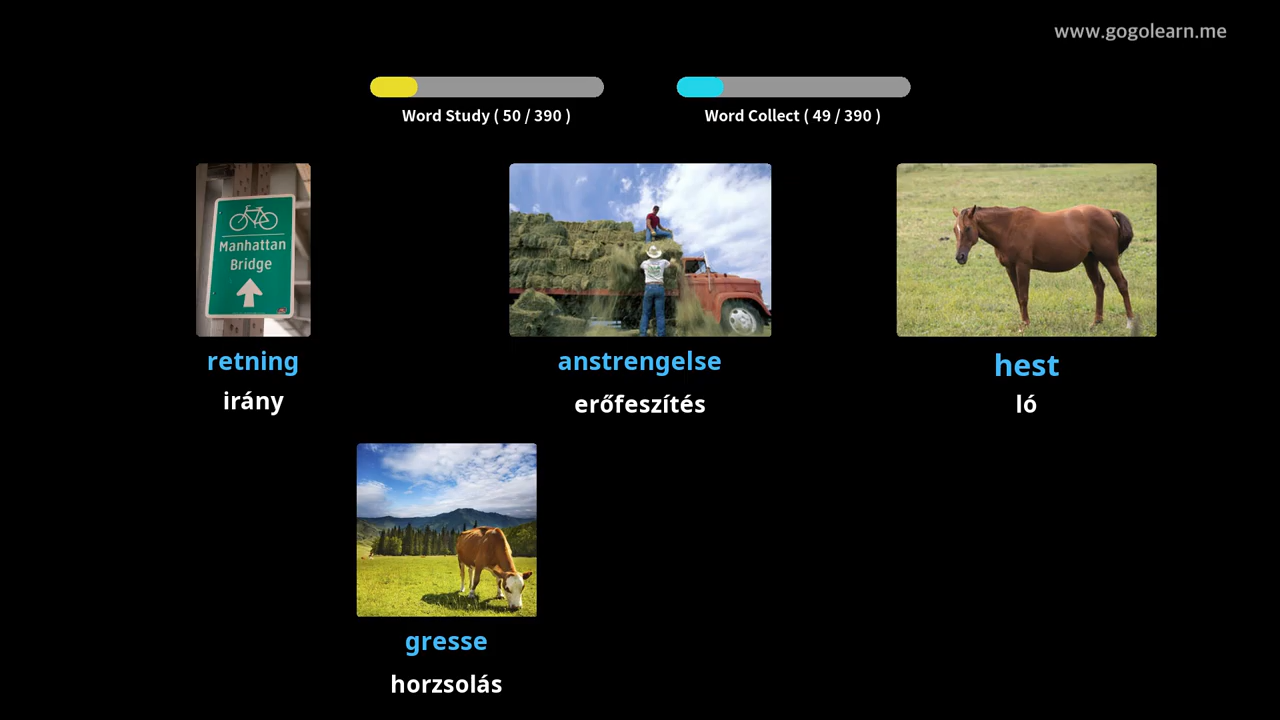 www.gogolearn.me
Word Study ( 50 / 390 )
Word Collect ( 49 / 390 )
Manhattan
Bridge
retning
irány
anstrengelse
erőfeszítés
hest
ló
gresse
horzsolás